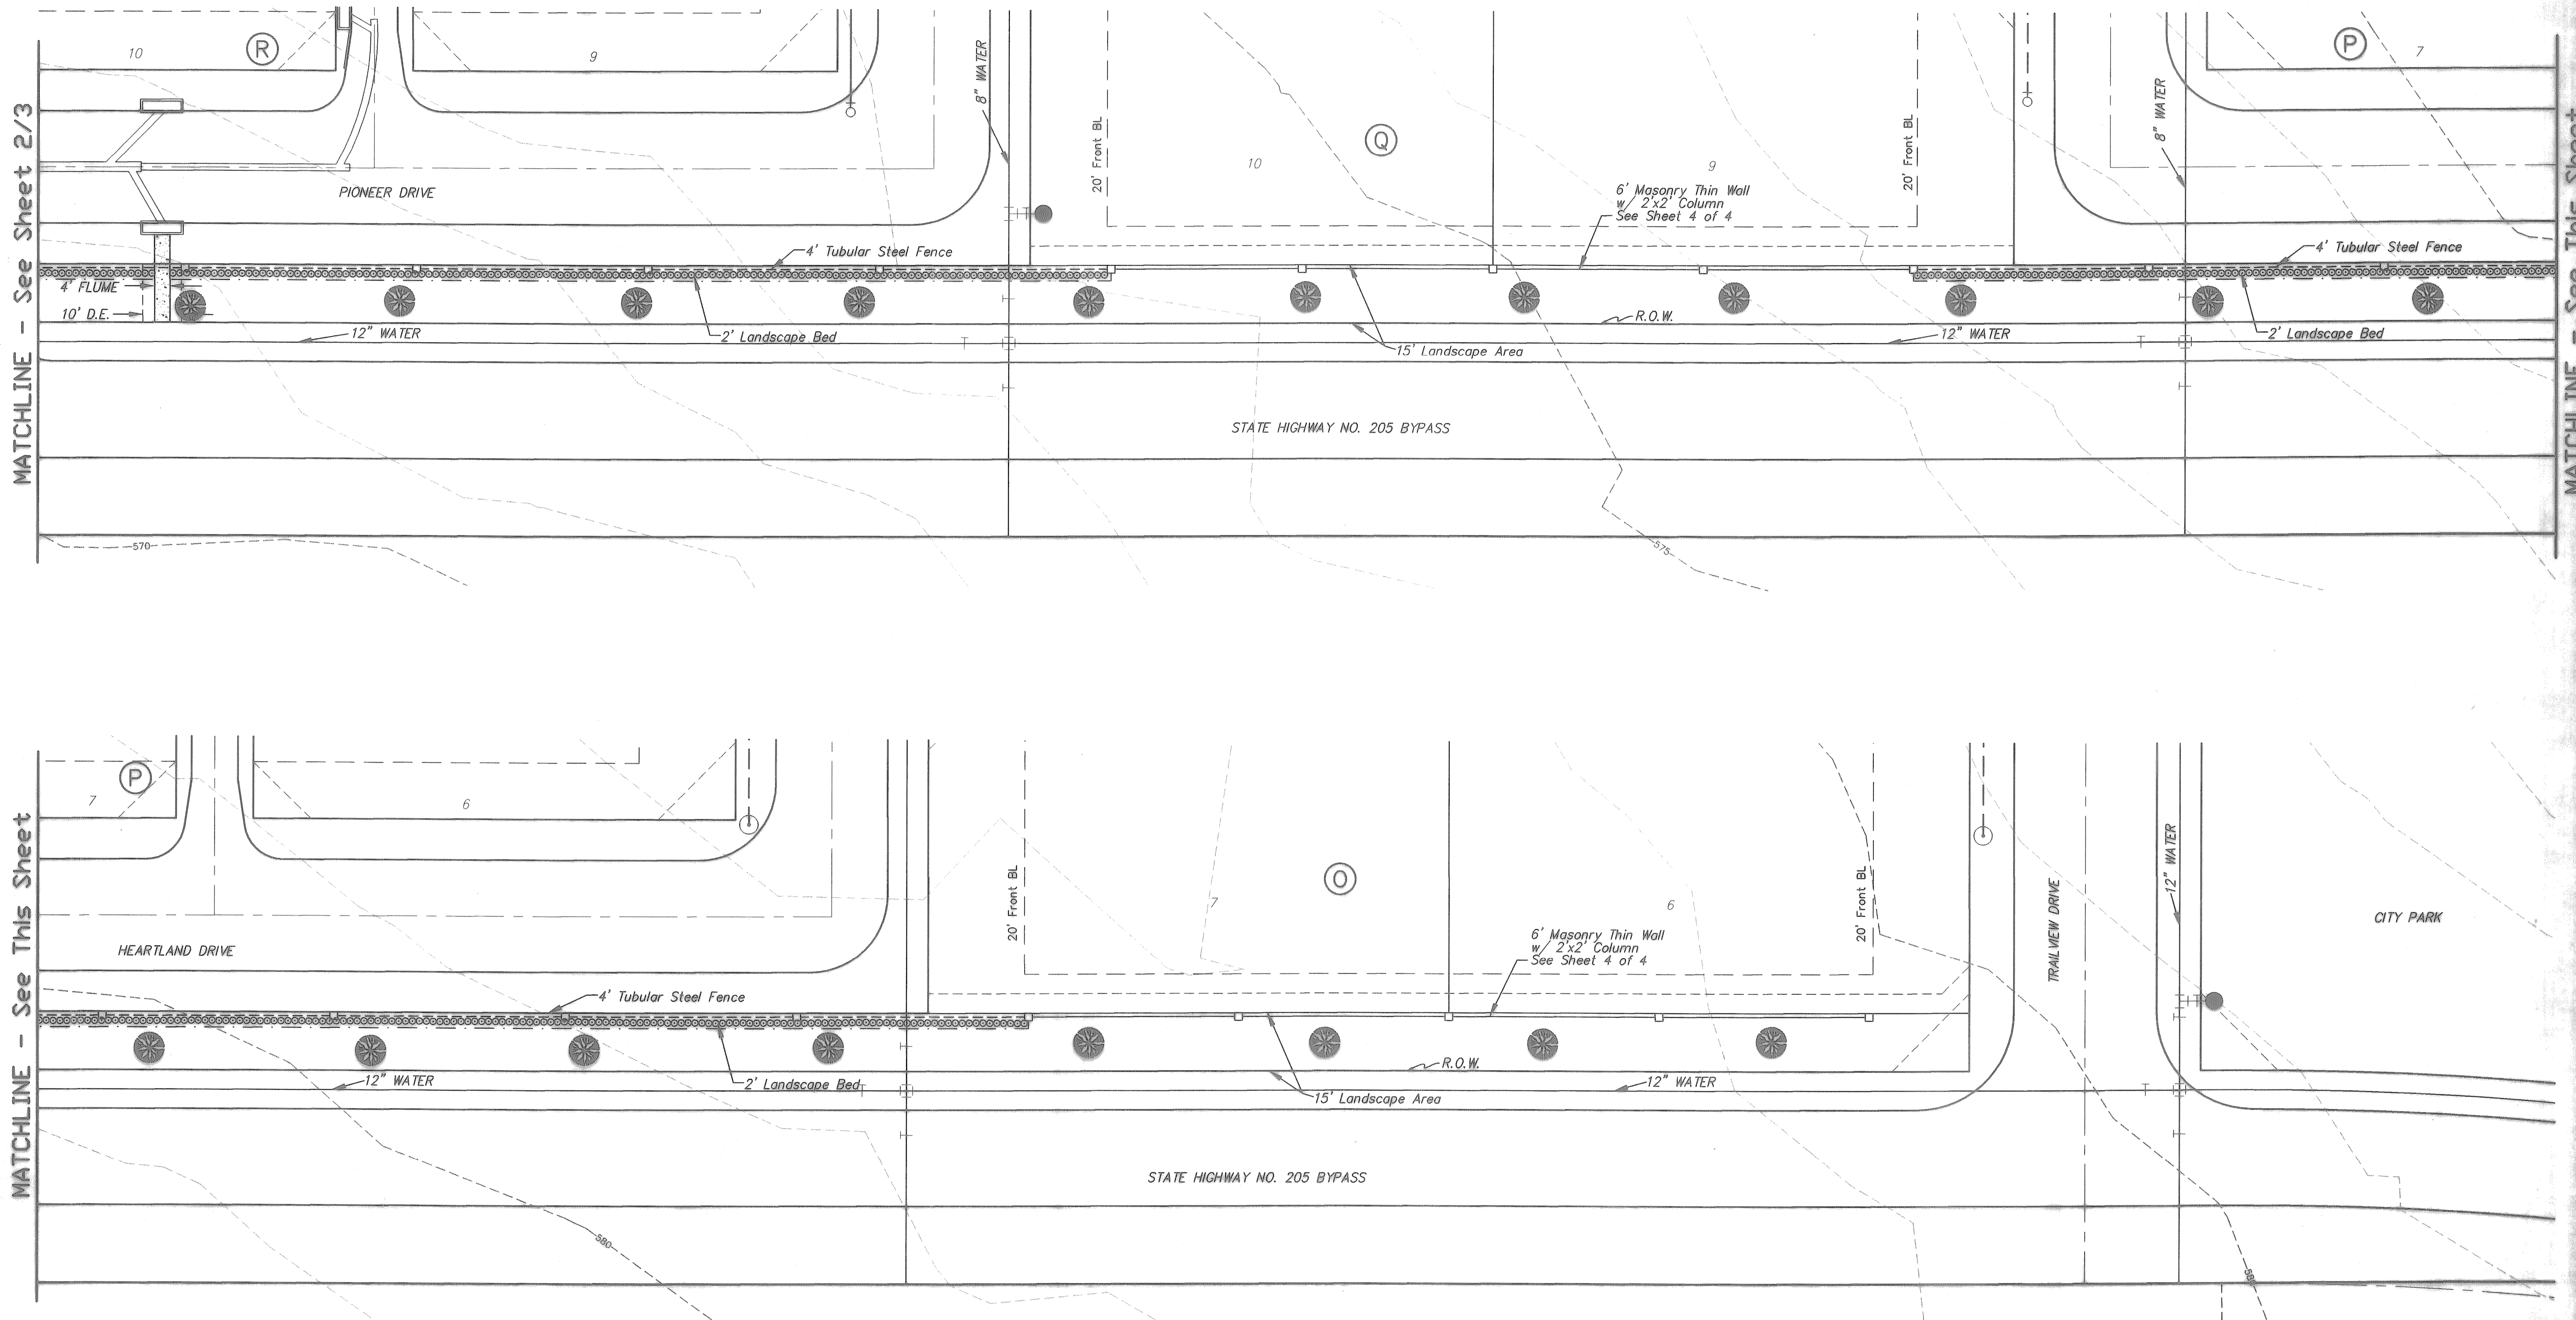 MATCHLINE - See Sheet 2/3
10
R
9
8" WATER
PIONEER DRIVE
4' Tubular Steel Fence
4' FLUME
10' D.E.
12" WATER
2' Landscape Bed
20' Front BL
10
Q
9
20' Front BL
6' Masonry Thin Wall
w/ 2'x2' Column
See Sheet 4 of 4
R.O.W.
15' Landscape Area
12" WATER
8" WATER
P
7
4' Tubular Steel Fence
2' Landscape Bed
STATE HIGHWAY NO. 205 BYPASS
570
575
MATCHLINE - See This Sheet
MATCHLINE - See This Sheet
P
7
6
HEARTLAND DRIVE
4' Tubular Steel Fence
12" WATER
2' Landscape Bed
20' Front BL
7
O
6
20' Front BL
6' Masonry Thin Wall
w/ 2'x2' Column
See Sheet 4 of 4
R.O.W.
15' Landscape Area
12" WATER
TRAILVIEW DRIVE
12" WATER
CITY PARK
STATE HIGHWAY NO. 205 BYPASS
580